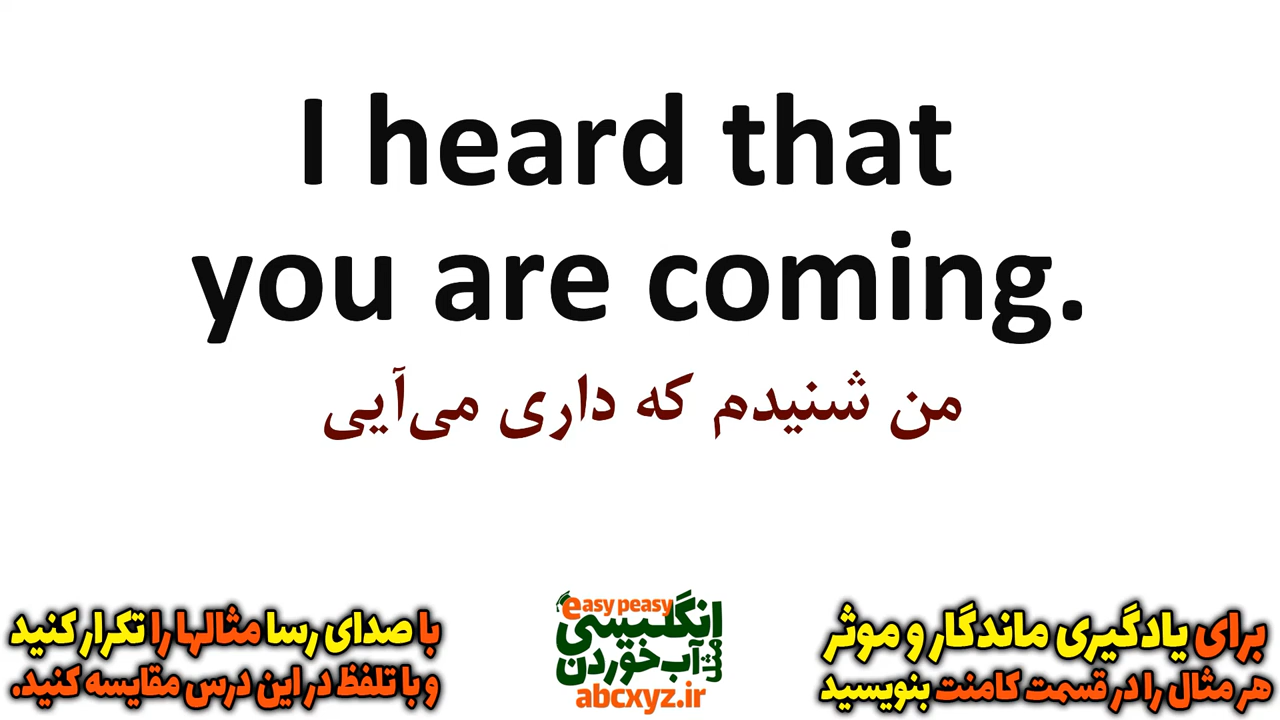 I heard that
you are coming.
من شنیدم که داری می‌آیی
برای یادگیری ماندگار و موثر
هر مثال را در قسمت کامنت بنویسید
easy peasy
انگلیسی
مثل آب خوردن
abcxyz.ir
با صدای رسا مثالها را تکرار کنید
و با تلفظ در این درس مقایسه کنید.